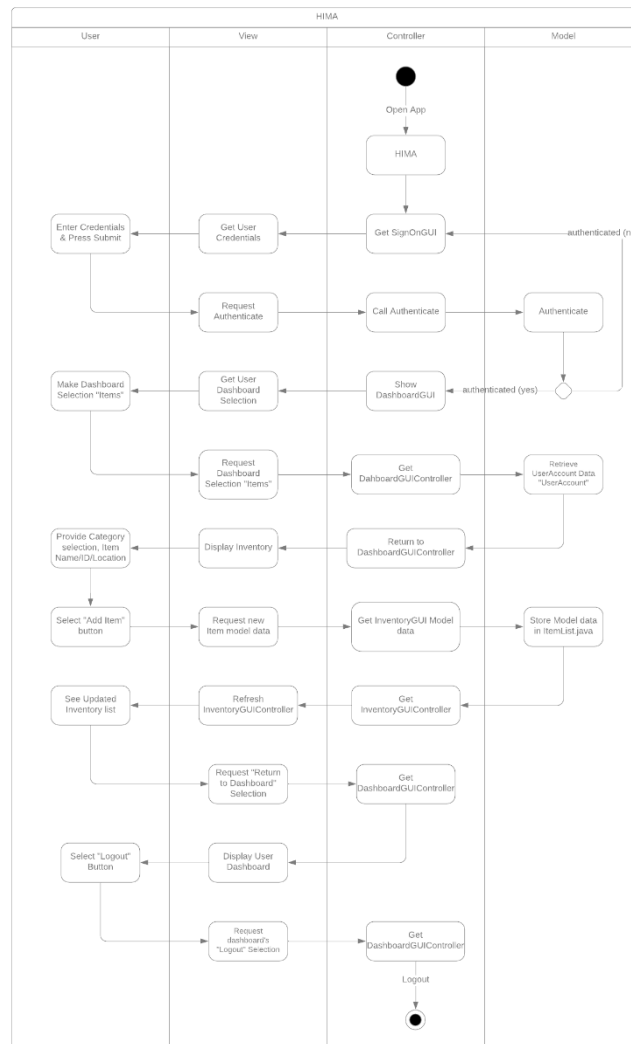 HIMA
User
View
Controller
Model
Open App
HIMA
Enter Credentials
& Press Submit
Get User
Credentials
Get SignOnGUI
authenticated
Request
Authenticate
Call Authenticate
Authenticate
Make Dashboard
Selection "Items"
Get User
Dashboard
Selection
Show
DashboardGUI
authenticated (yes)
Request
Dashboard
Selection "Items"
Get
DahboardGUIController
Retrieve
UserAccount Data
"UserAccount"
Provide Category
selection, Item
Name/ID/Location
Display Inventory
Return to
DashboardGUIController
Select "Add Item"
button
Request new
Item model data
Get InventoryGUI Model
data
Store Model data
in ItemList.java
See Updated
Inventory list
Refresh
InventoryGUIController
Get
InventoryGUIController
Request "Return
to Dashboard"
Selection
Get
DashboardGUIController
Select "Logout"
Button
Display User
Dashboard
Request
dashboard's
"Logout" Selection
Get
DashboardGUIController
Logout